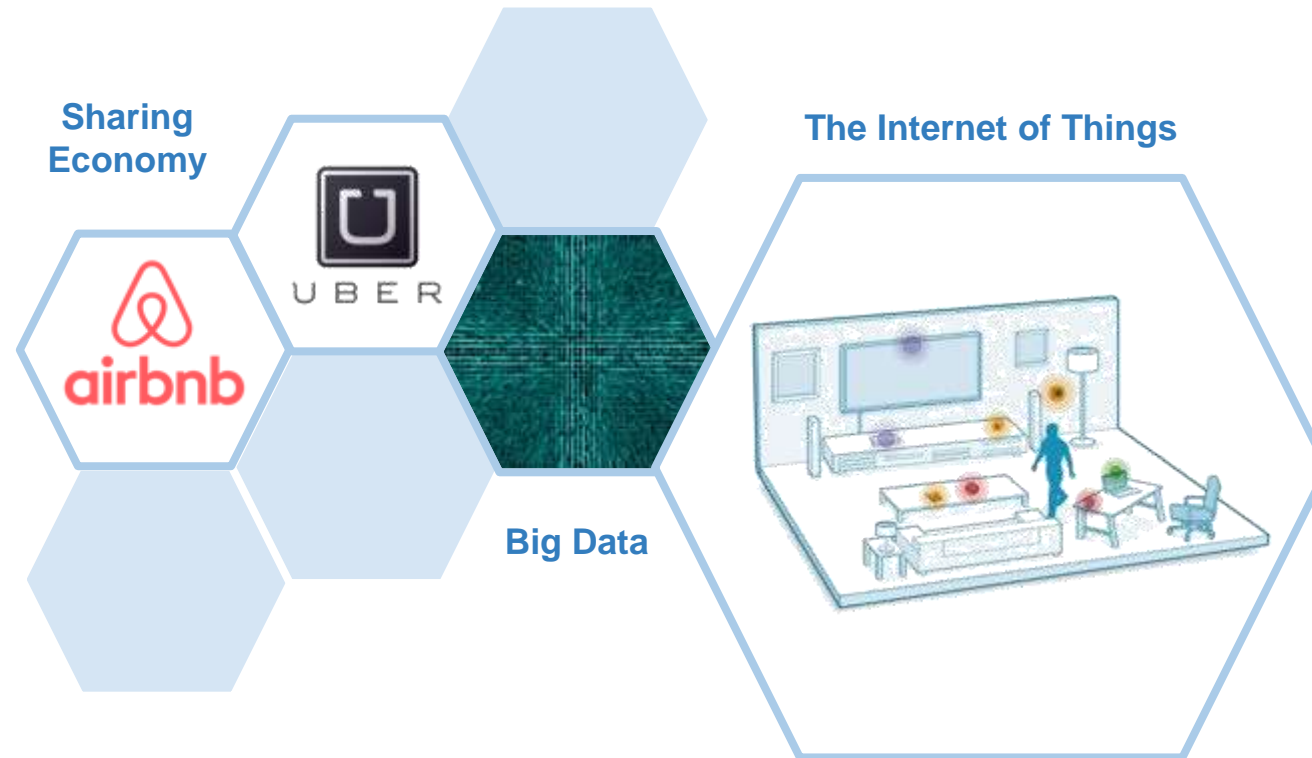 Sharing
Economy
The Internet of Things
UBER
airbnb
Big Data